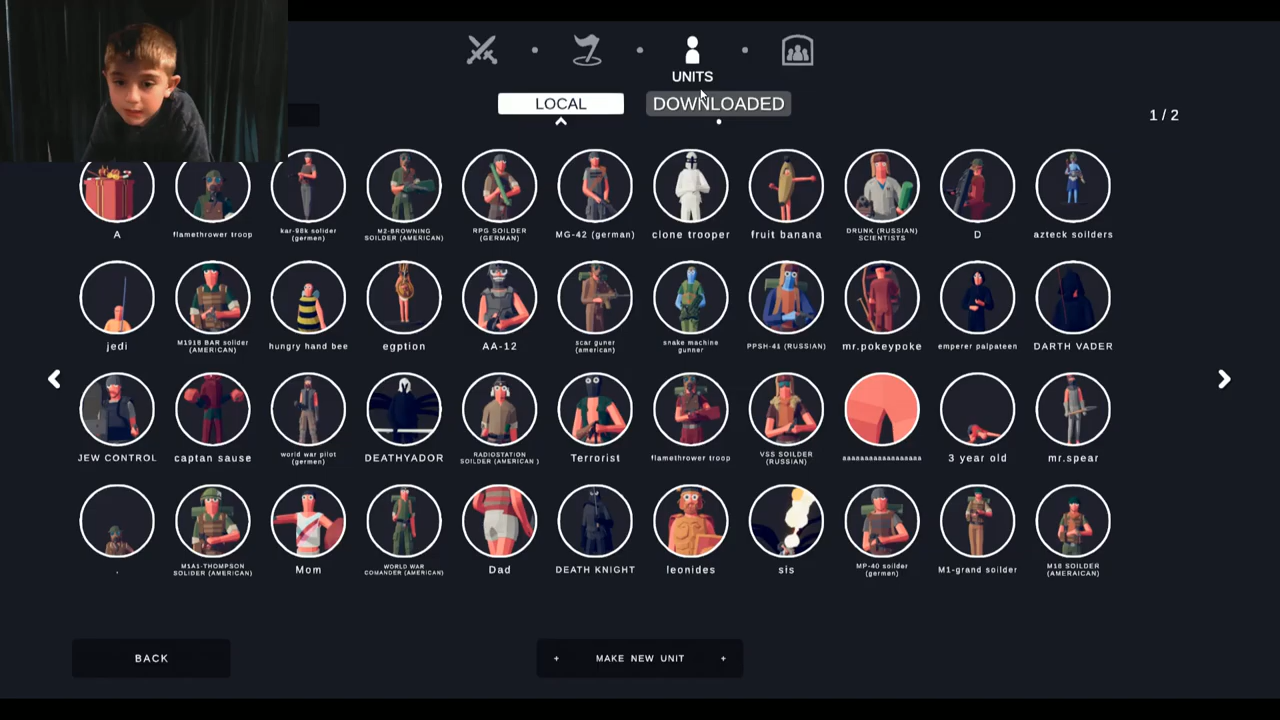 UNITS
LOCAL
DOWNLOADED
1 / 2
A
flamethrower troop
kar-98k solider
(germen)
M2-BROWNING
SOILDER (AMERICAN)
RPG SOILDER
(GERMAN)
MG-42 (german)
clone trooper
fruit banana
DRUNK (RUSSIAN)
SCIENTISTS
D
azteck soilders
jedi
M1918 BAR soilder
(AMERICAN)
hungry hand bee
egption
AA-12
scar guner
(american)
snake machine
gunner
PPSH-41 (RUSSIAN)
mr.pokeypoke
emperer palpateen
DARTH VADER
JEW CONTROL
captan sause
world war pilot
(germen)
DEATHYADOR
RADIOSTATION
SOILDER (AMERICAN )
Terrorist
flamethrower troop
VSS SOILDER
(RUSSIAN)
3 year old
mr.spear
.
M1A1-THOMPSON
SOLIDER (AMERICAN)
Mom
WORLD WAR
COMANDER (AMERICAN)
Dad
DEATH KNIGHT
leonides
sis
MP-40 soilder
(germen)
M1-grand soilder
M16 SOILDER
(AMERAICAN)
BACK
+ MAKE NEW UNIT +